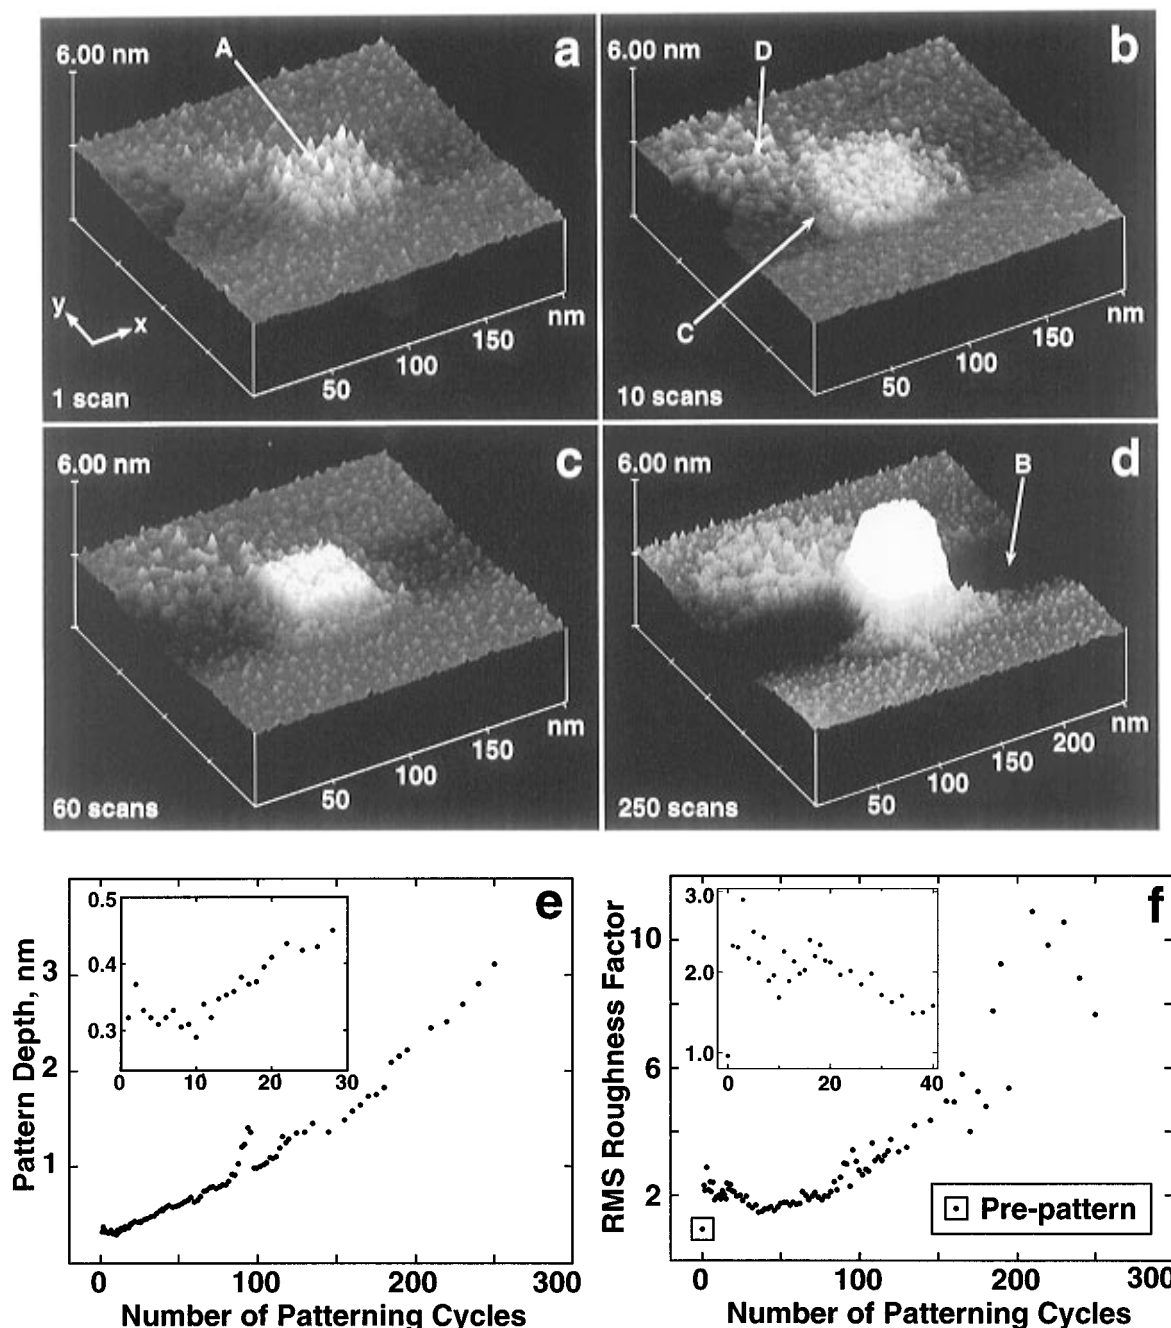 a
6.00 nm
A
y
x
nm
150
100
50
1 scan
b
6.00 nm
D
C
nm
150
100
50
10 scans
c
6.00 nm
nm
150
100
50
60 scans
d
6.00 nm
B
nm
200
150
100
50
250 scans
e
Pattern Depth, nm
3
2
1
0.5
0.4
0.3
0 10 20 30
0 100 200 300
Number of Patterning Cycles
f
RMS Roughness Factor
10
6
2
3.0
2.0
1.0
0 20 40
Pre-pattern
0 100 200 300
Number of Patterning Cycles